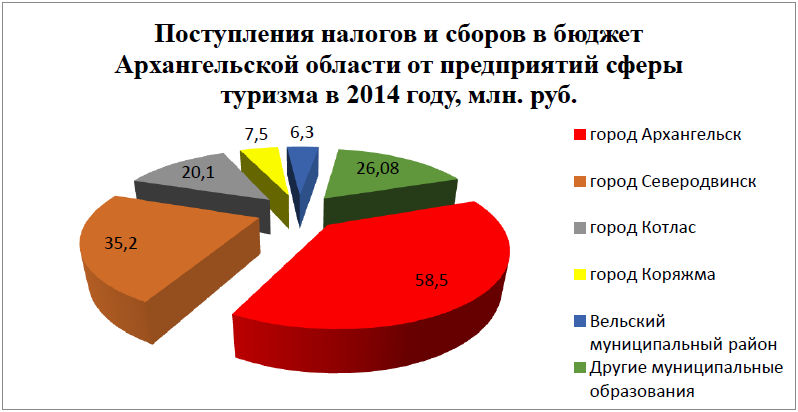 Поступления налогов и сборов в бюджет
Архангельской области от предприятий сферы
туризма в 2014 году, млн. руб.
7,5
6,3
20,1
26,08
35,2
58,5
город Архангельск
город Северодвинск
город Котлас
город Коряжма
Вельский
муниципальный район
Другие муниципальные
образования